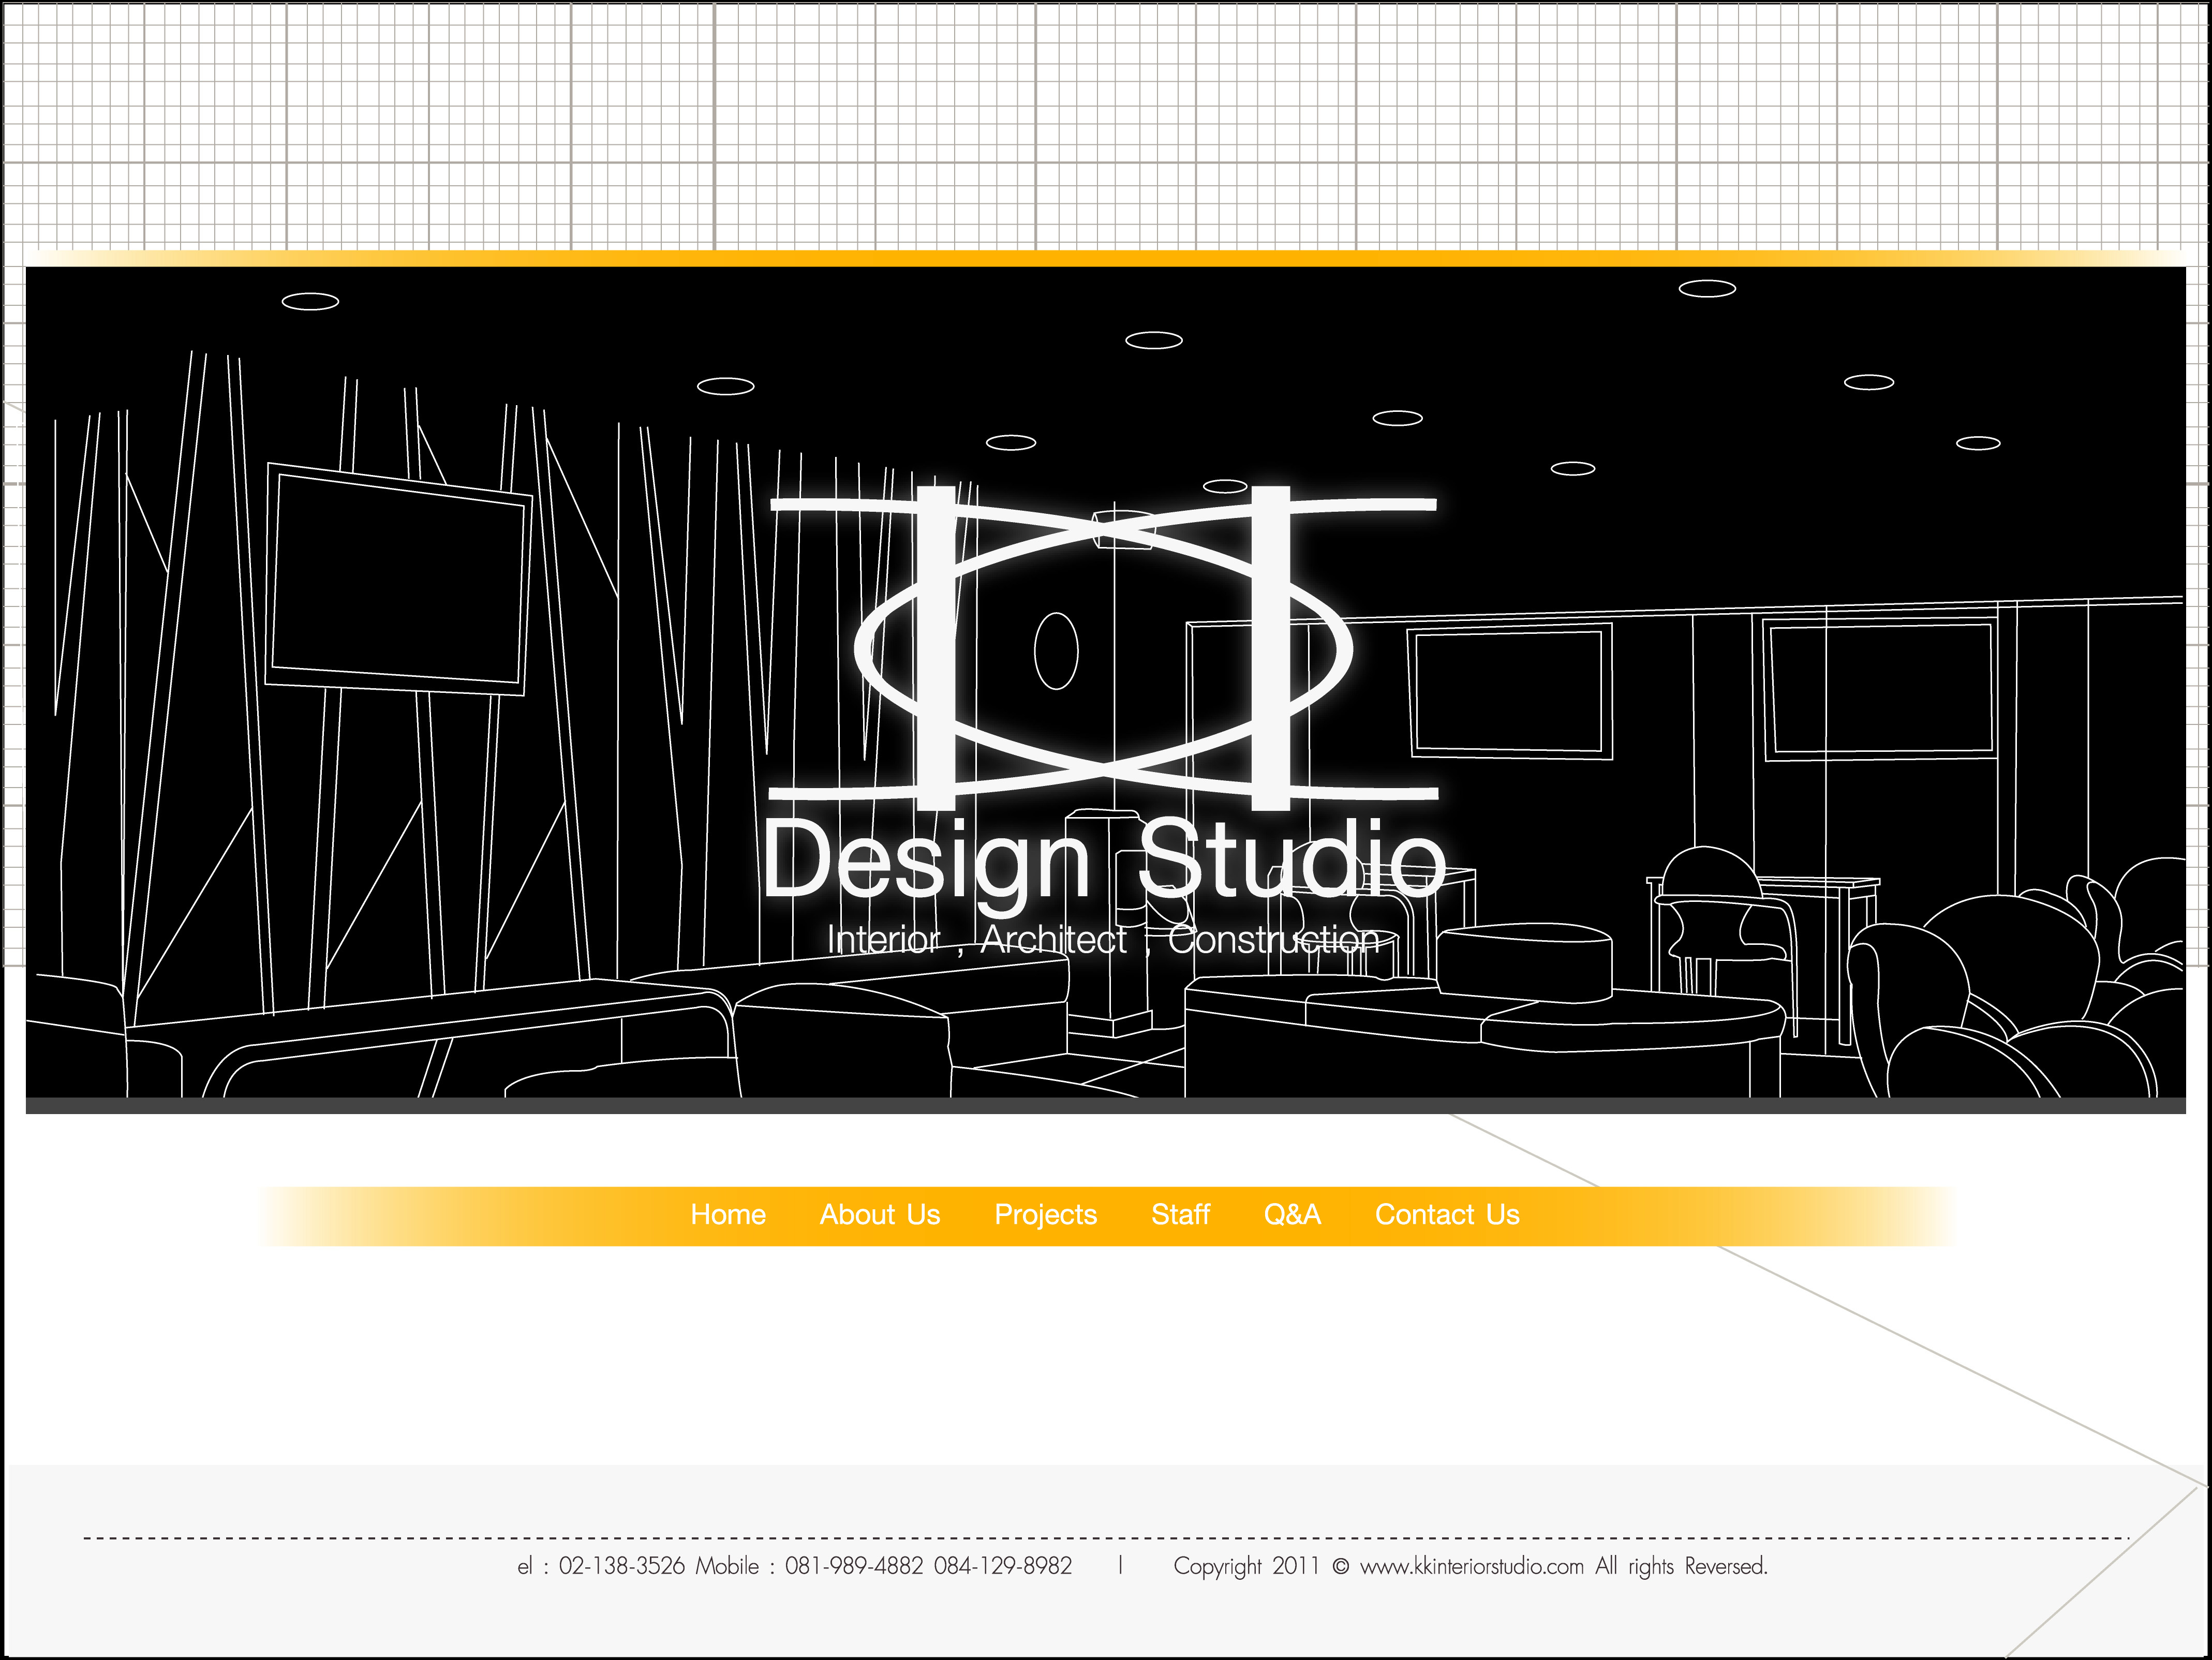 Design Studio
Interior , Architect , Construction
Home About Us Projects Staff Q&A Contact Us
el : 02-138-3526 Mobile : 081-989-4882 084-129-8982 | Copyright 2011 © www.kkinteriorstudio.com All rights Reversed.